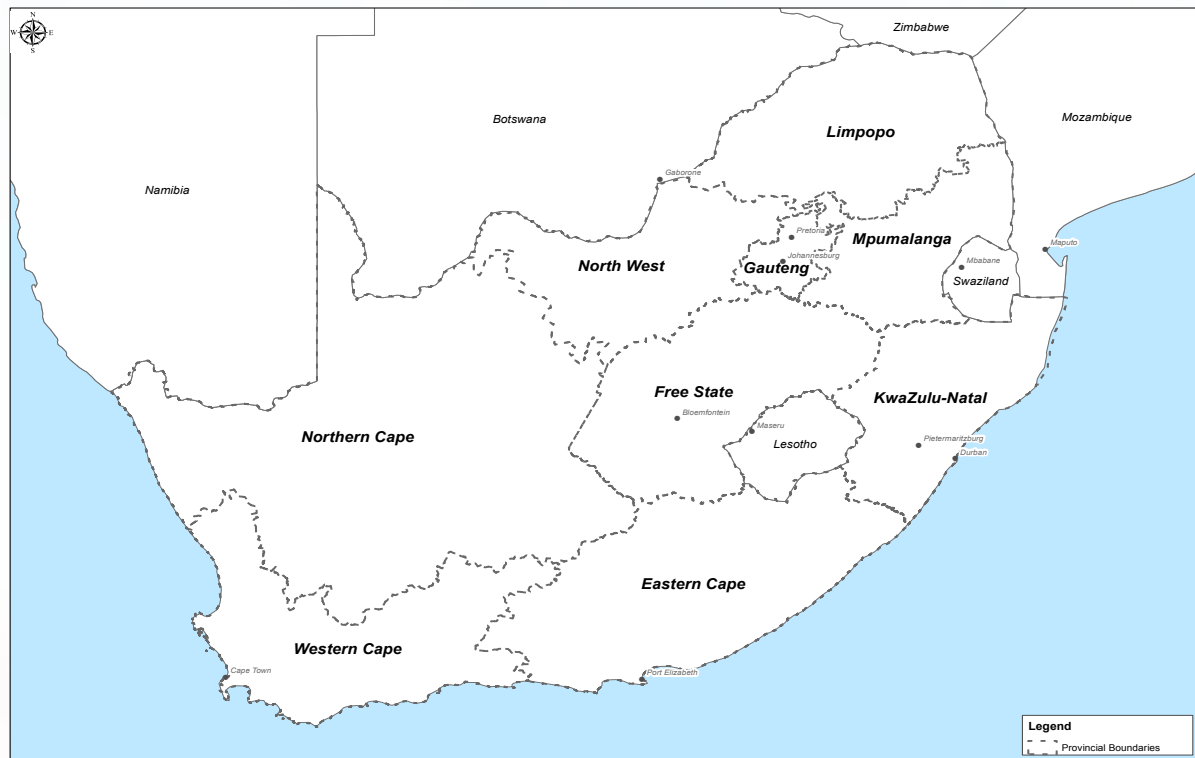 N
W E
S
Zimbabwe
Botswana
Mozambique
Limpopo
Gaborone
Namibia
Pretoria
Mpumalanga
Maputo
North West
Johannesburg
Gauteng
Mbabane
Swaziland
Free State
KwaZulu-Natal
Bloemfontein
Maseru
Northern Cape
Lesotho
Pietermaritzburg
Durban
Eastern Cape
Western Cape
Cape Town
Port Elizabeth
Legend
Provincial Boundaries